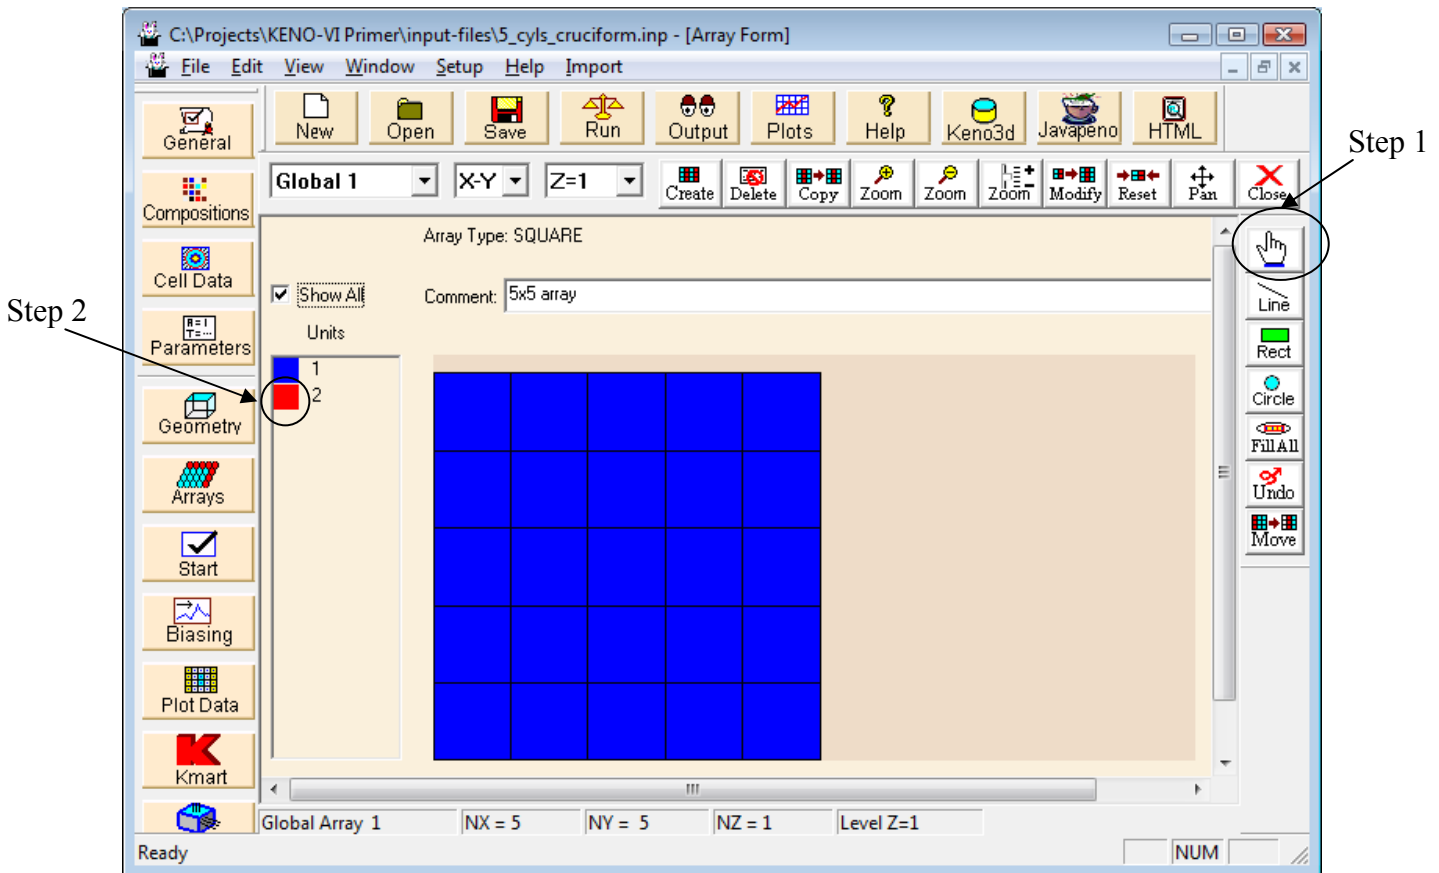 C:\Projects\KENO-VI Primer\input-files\5_cyls_cruciform.inp - [Array Form]
File Edit View Window Setup Help Import
New Open Save Run Output Plots Help Keno3d Javapeno HTML
General
Step 1
Global 1 X-Y Z=1 Create Delete Copy Zoom Zoom Zoom Modify Reset Pan Close
Compositions
Array Type: SQUARE
Cell Data
Show All Comment: 5x5 array
Line
Step 2
Units
Parameters
Rect
1
2
Circle
Geometry
Fill All
Arrays
Undo
Move
Start
Biasing
Plot Data
Kmart
Global Array 1 NX = 5 NY = 5 NZ = 1 Level Z=1
Ready NUM